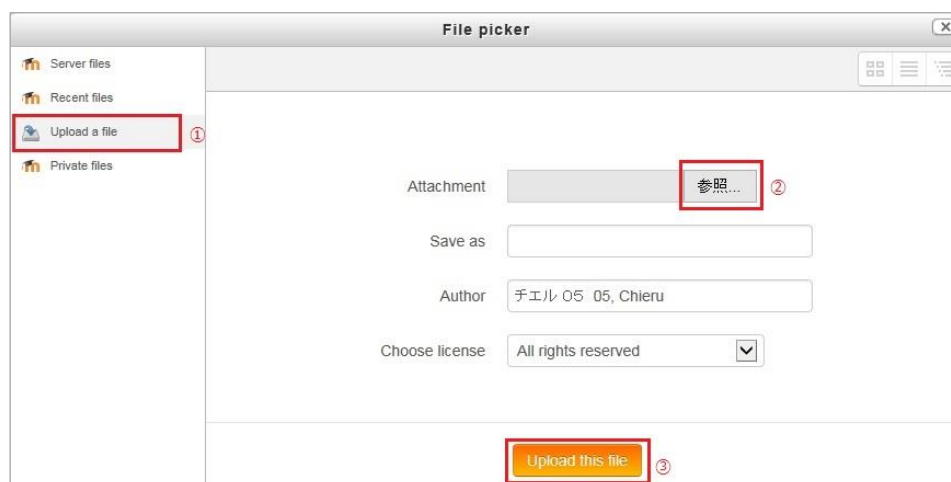 File picker
Server files
Recent files
Upload a file ①
Private files
Attachment 参照... ②
Save as
Author チエル 05 05, Chieru
Choose license All rights reserved
Upload this file ③